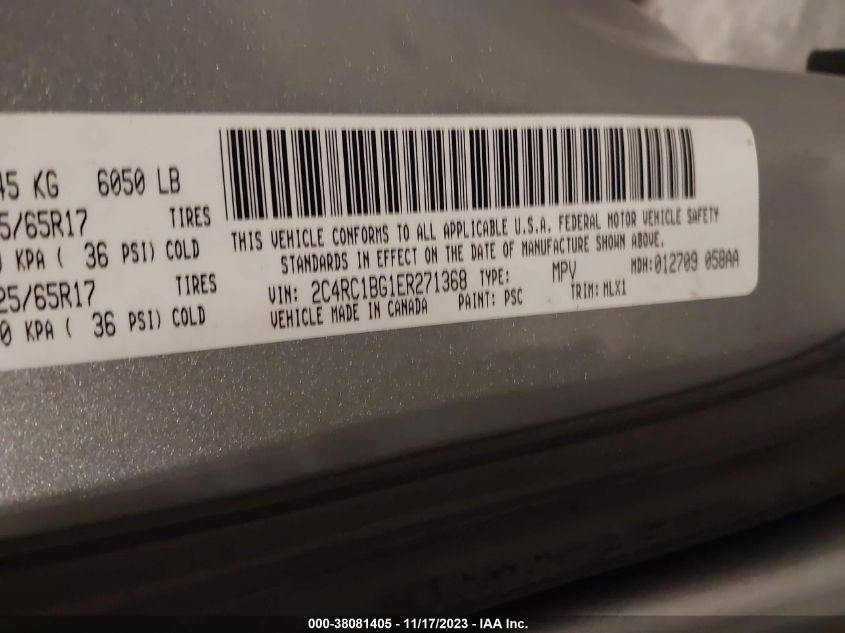 45 KG 6050 LB
5/65R17 TIRES
KPA ( 36 PSI) COLD
25/65R17 TIRES
0 KPA ( 36 PSI) COLD
THIS VEHICLE CONFORMS TO ALL APPLICABLE U.S.A. FEDERAL MOTOR VEHICLE SAFETY
STANDARDS IN EFFECT ON THE DATE OF MANUFACTURE SHOWN ABOVE.
VIN: 2C4RC1BG1ER271368 TYPE: MPV MDH:012709 058AA
VEHICLE MADE IN CANADA PAINT: PSC TRIM: MLX1
000-38081405 - 11/17/2023 - IAA Inc.